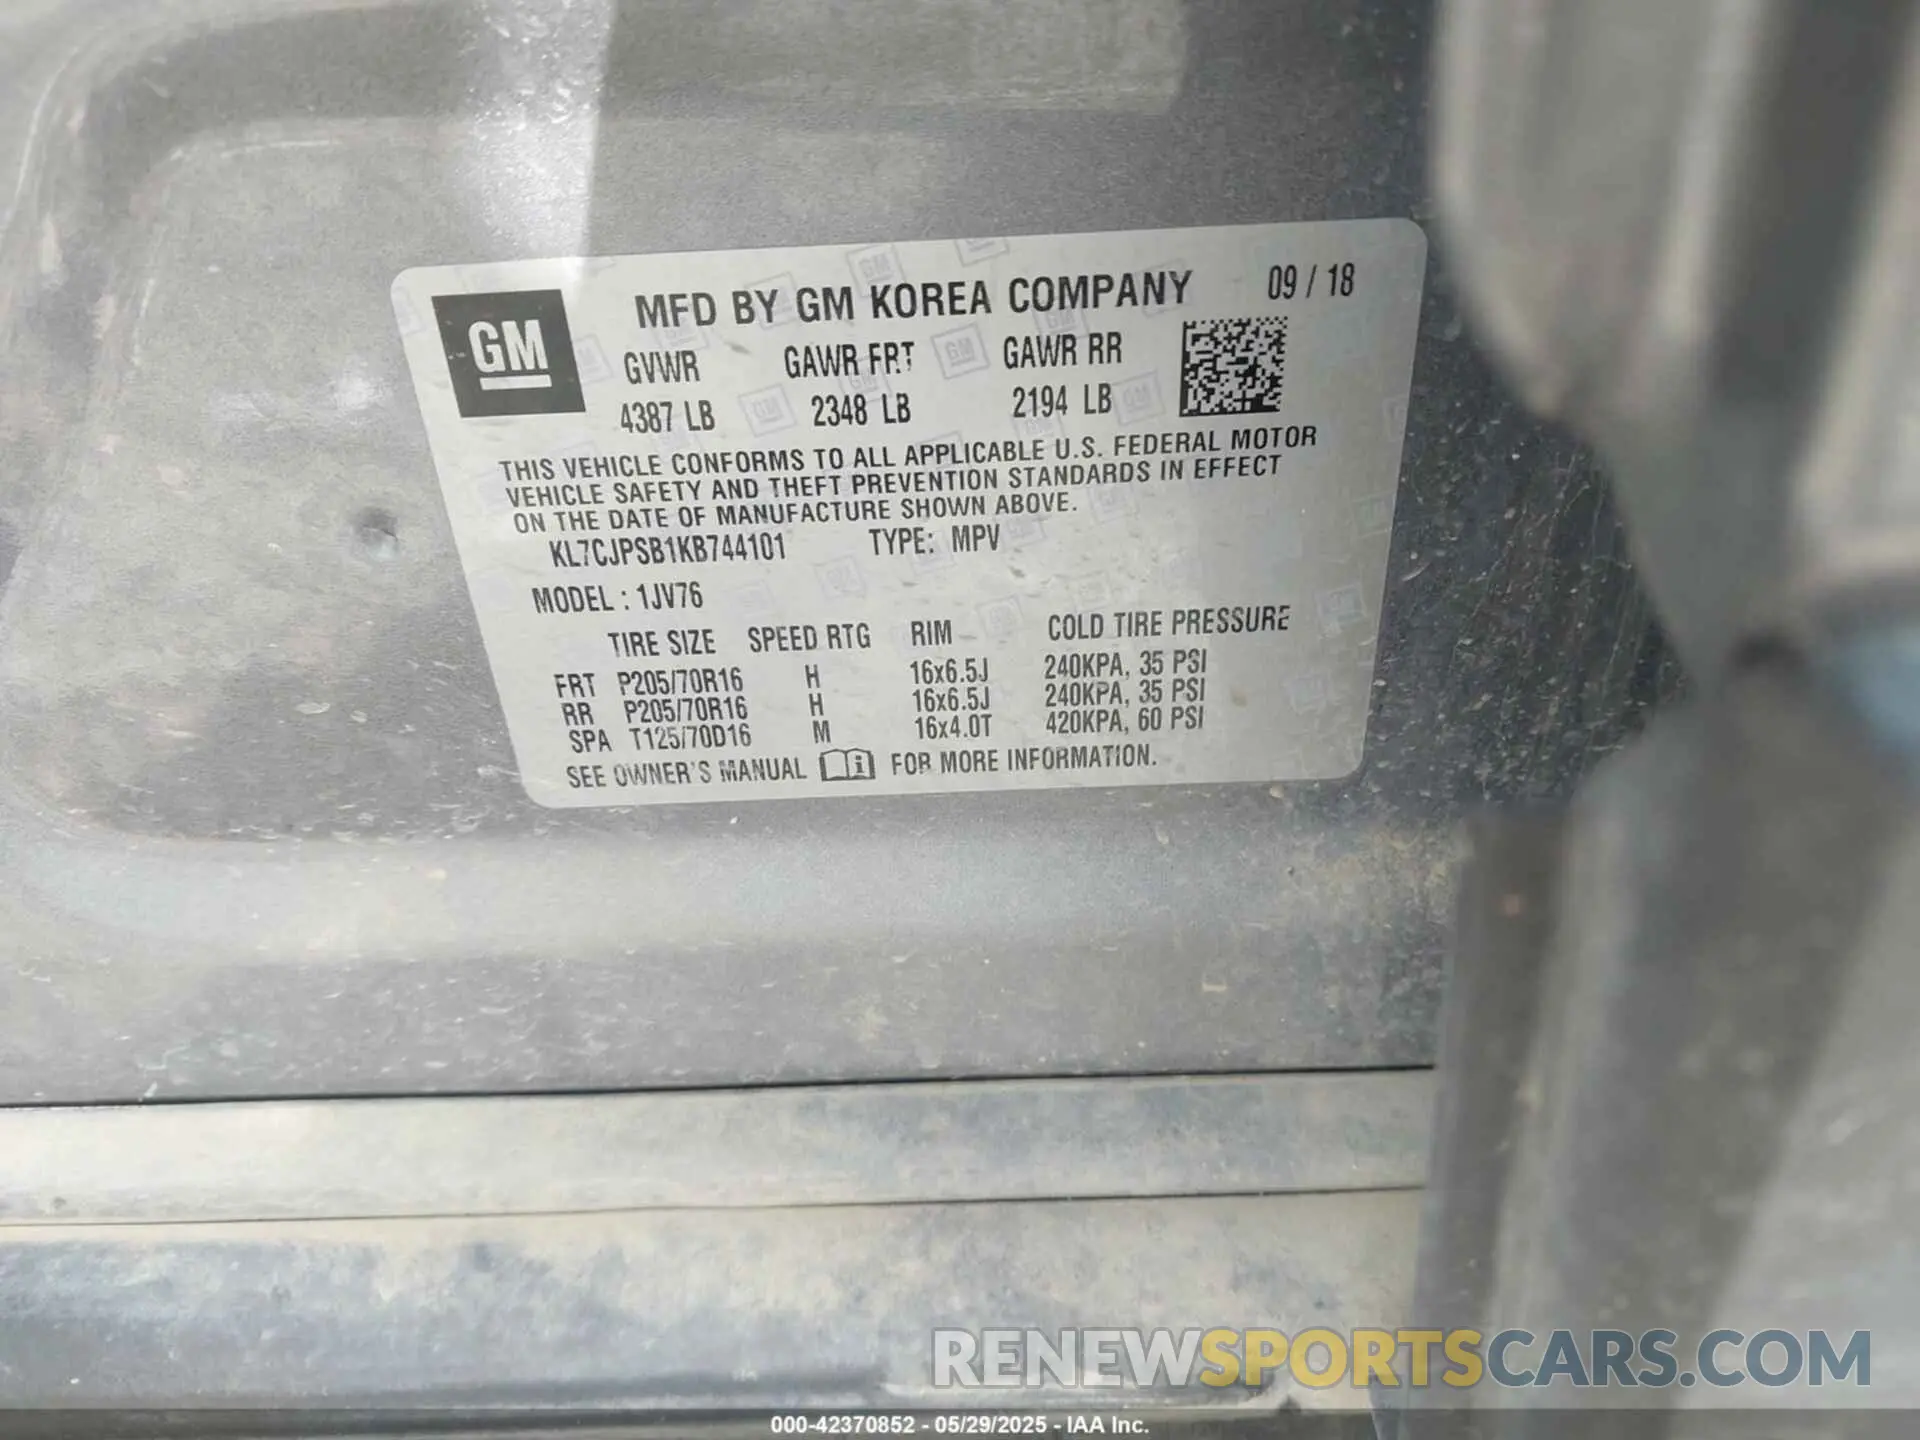 GM
MFD BY GM KOREA COMPANY 09 / 18
GVWR GAWR FRT GAWR RR
4387 LB 2348 LB 2194 LB
THIS VEHICLE CONFORMS TO ALL APPLICABLE U.S. FEDERAL MOTOR
VEHICLE SAFETY AND THEFT PREVENTION STANDARDS IN EFFECT
ON THE DATE OF MANUFACTURE SHOWN ABOVE.
KL7CJPSB1KB744101 TYPE: MPV
MODEL : 1JV76
TIRE SIZE SPEED RTG RIM COLD TIRE PRESSURE
FRT P205/70R16 H 16x6.5J 240KPA, 35 PSI
RR P205/70R16 H 16x6.5J 240KPA, 35 PSI
SPA T125/70D16 M 16x4.0T 420KPA, 60 PSI
SEE OWNER'S MANUAL i FOR MORE INFORMATION.
RENEWSPORTSCARS.COM
000-42370852 - 05/29/2025 - IAA Inc.